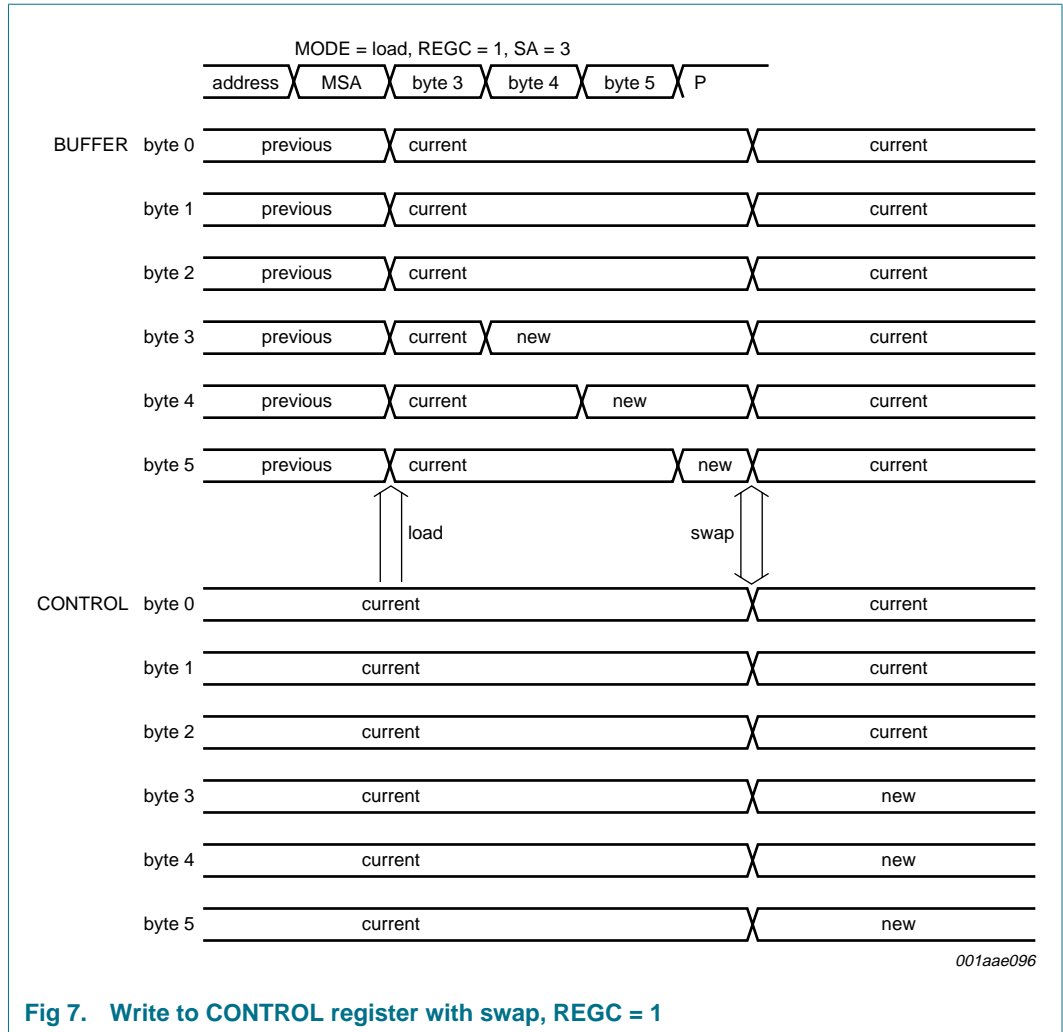 MODE = load, REGC = 1, SA = 3
address MSA byte 3 byte 4 byte 5 P
BUFFER byte 0 previous current current
byte 1 previous current current
byte 2 previous current current
byte 3 previous current new current
byte 4 previous current new current
byte 5 previous current new current
load swap
CONTROL byte 0 current current
byte 1 current current
byte 2 current current
byte 3 current new
byte 4 current new
byte 5 current new
001aae096
Fig 7. Write to CONTROL register with swap, REGC = 1